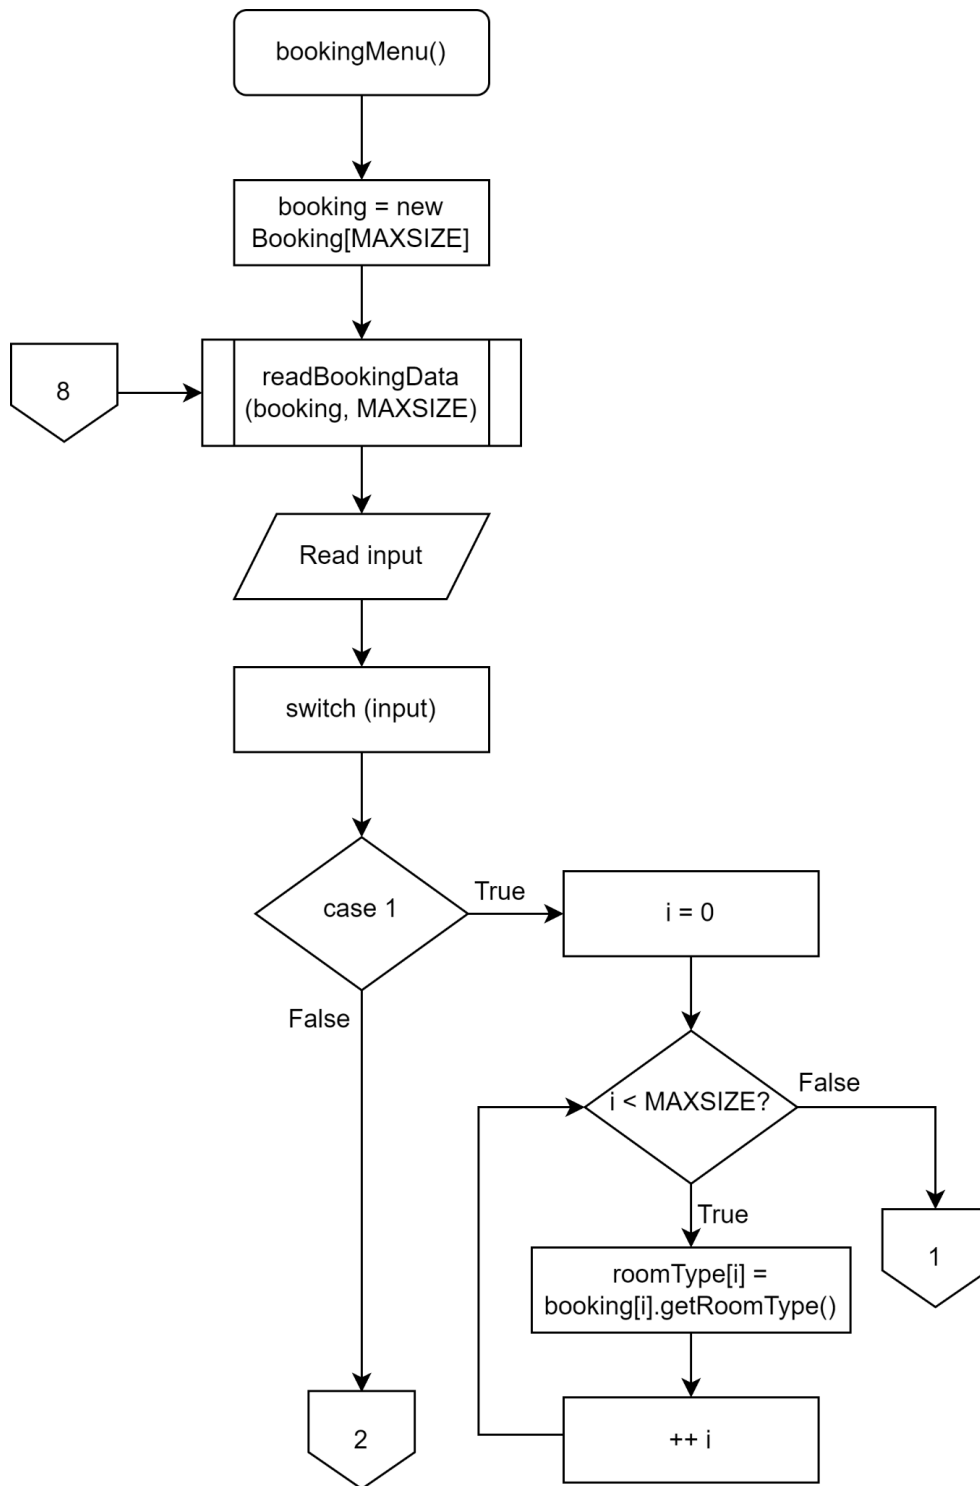 bookingMenu()
booking = new
Booking[MAXSIZE]
8
readBookingData
(booking, MAXSIZE)
Read input
switch (input)
case 1
True
i = 0
False
i < MAXSIZE?
False
True
1
roomType[i] =
booking[i].getRoomType()
2
++ i